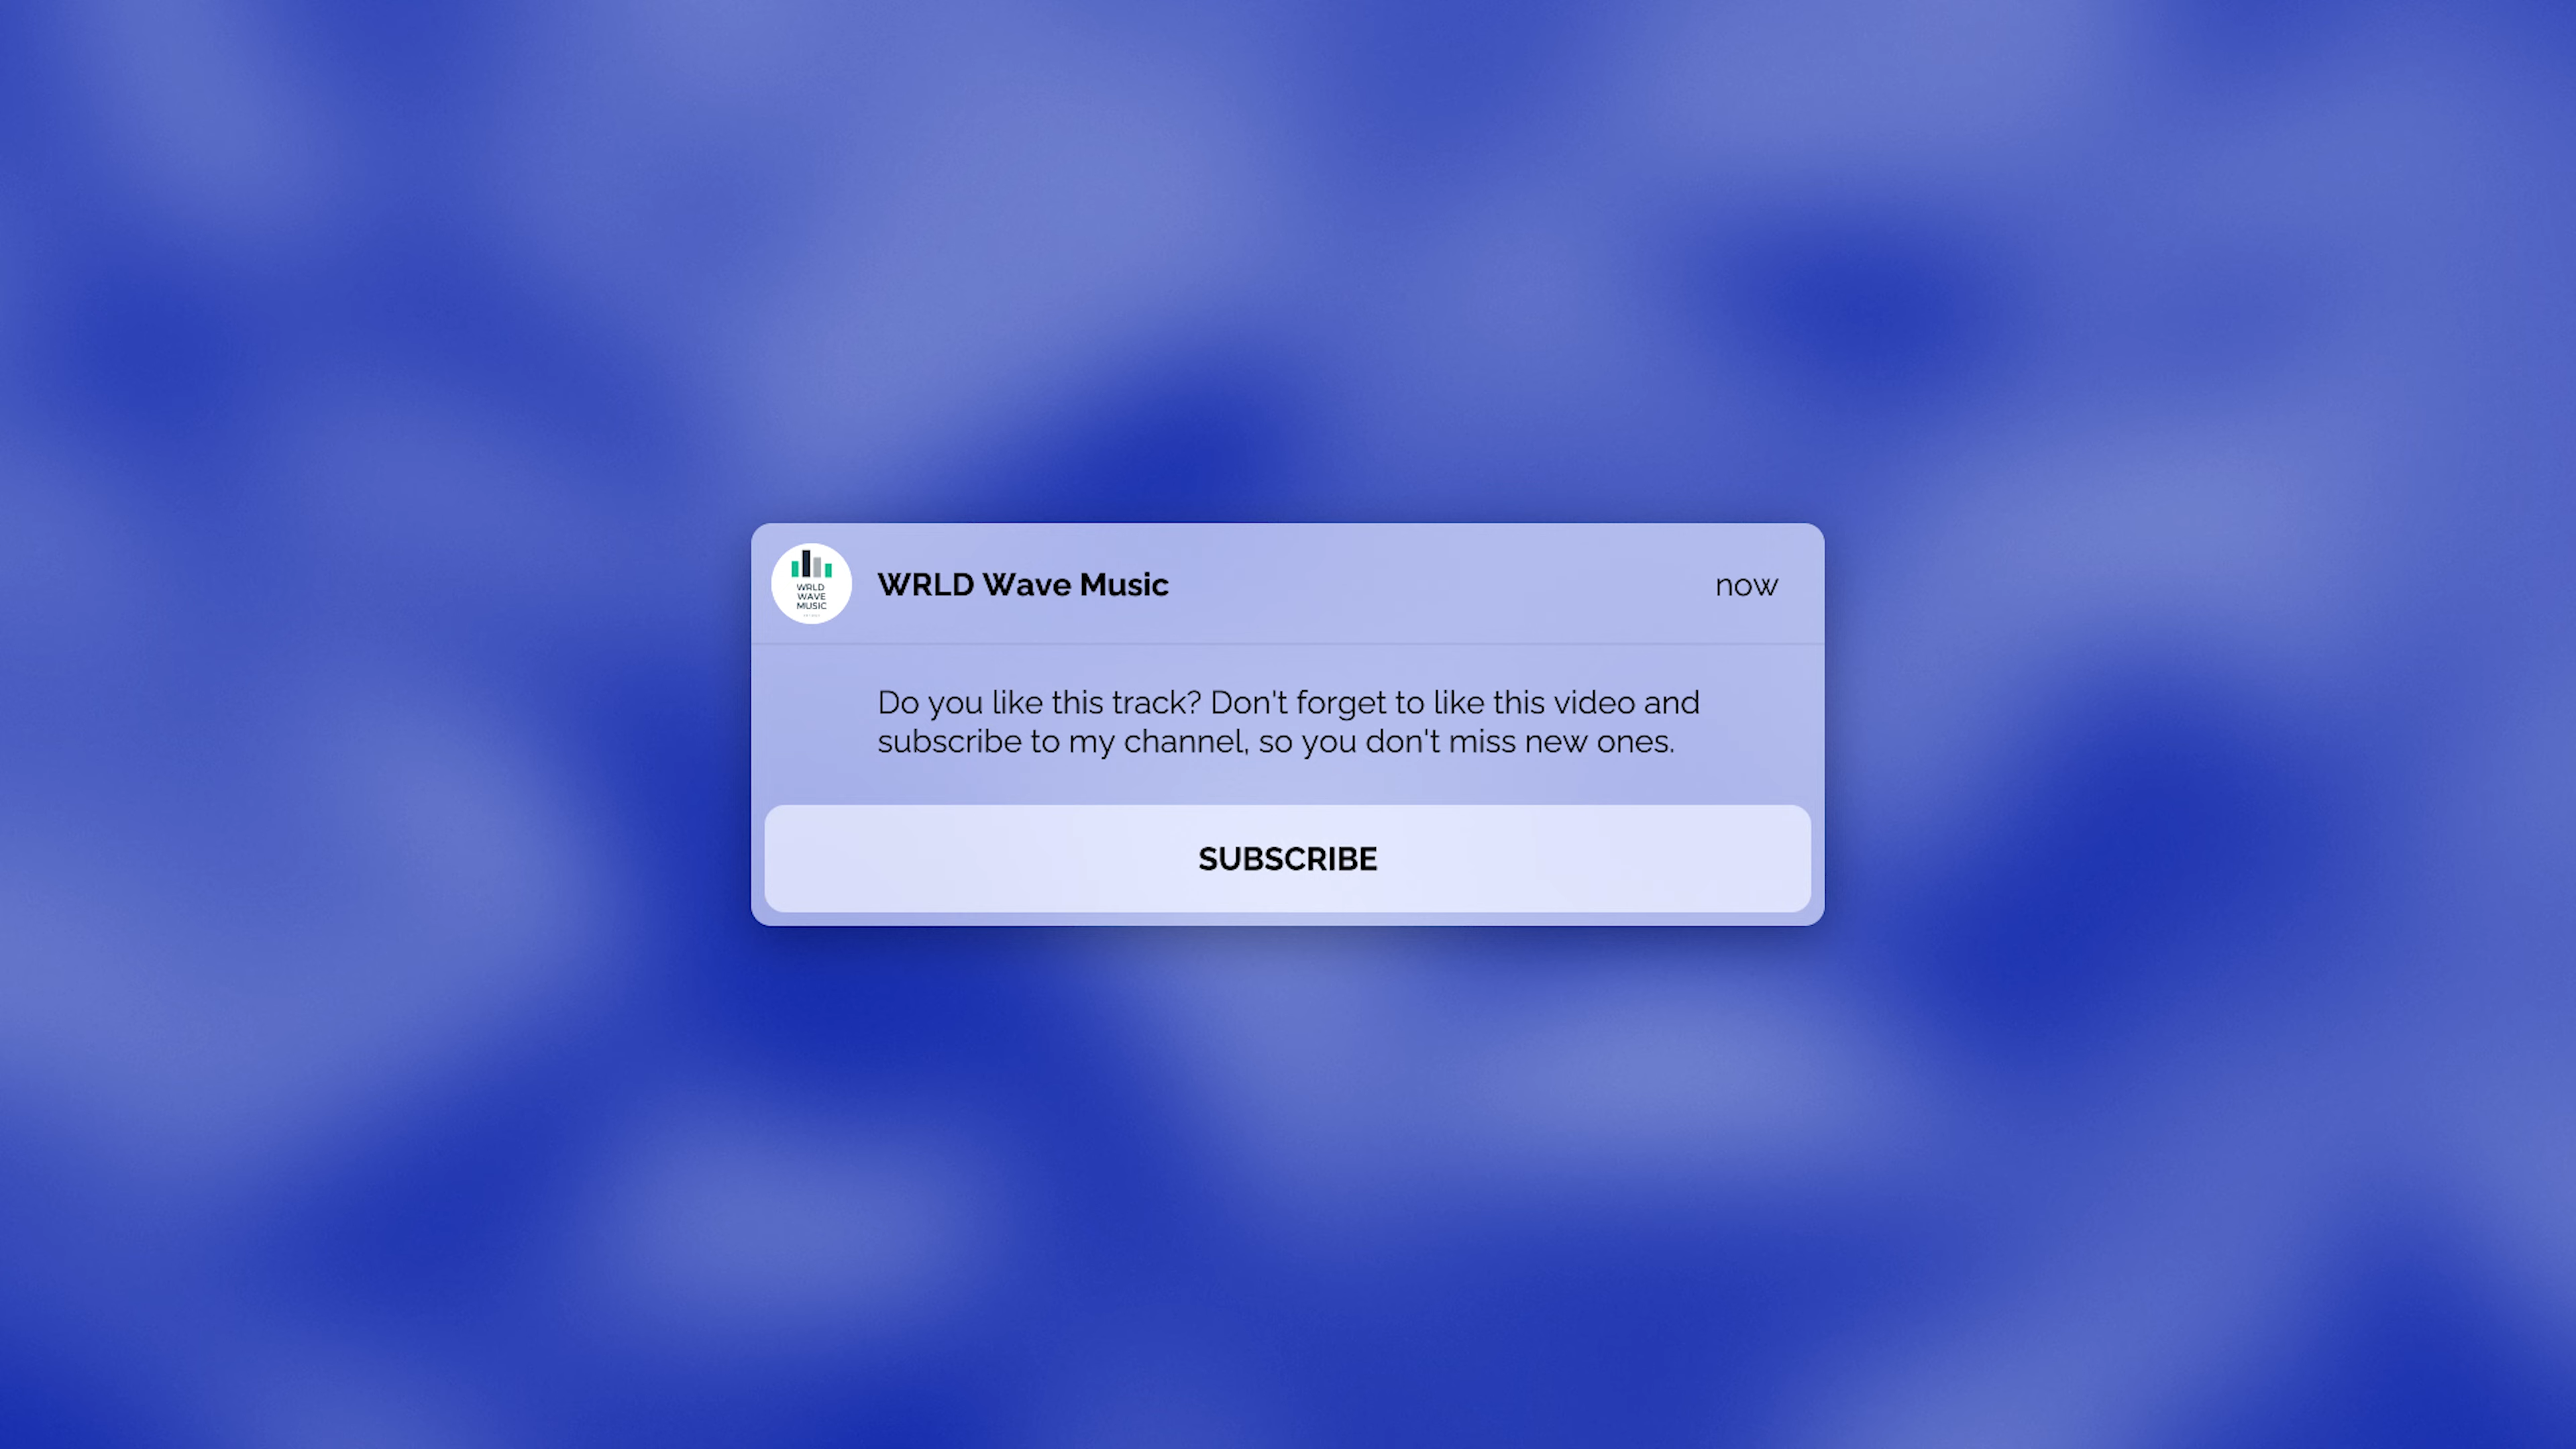 WRLD
WAVE
MUSIC
WRLD Wave Music
now
Do you like this track? Don't forget to like this video and
subscribe to my channel, so you don't miss new ones.
SUBSCRIBE